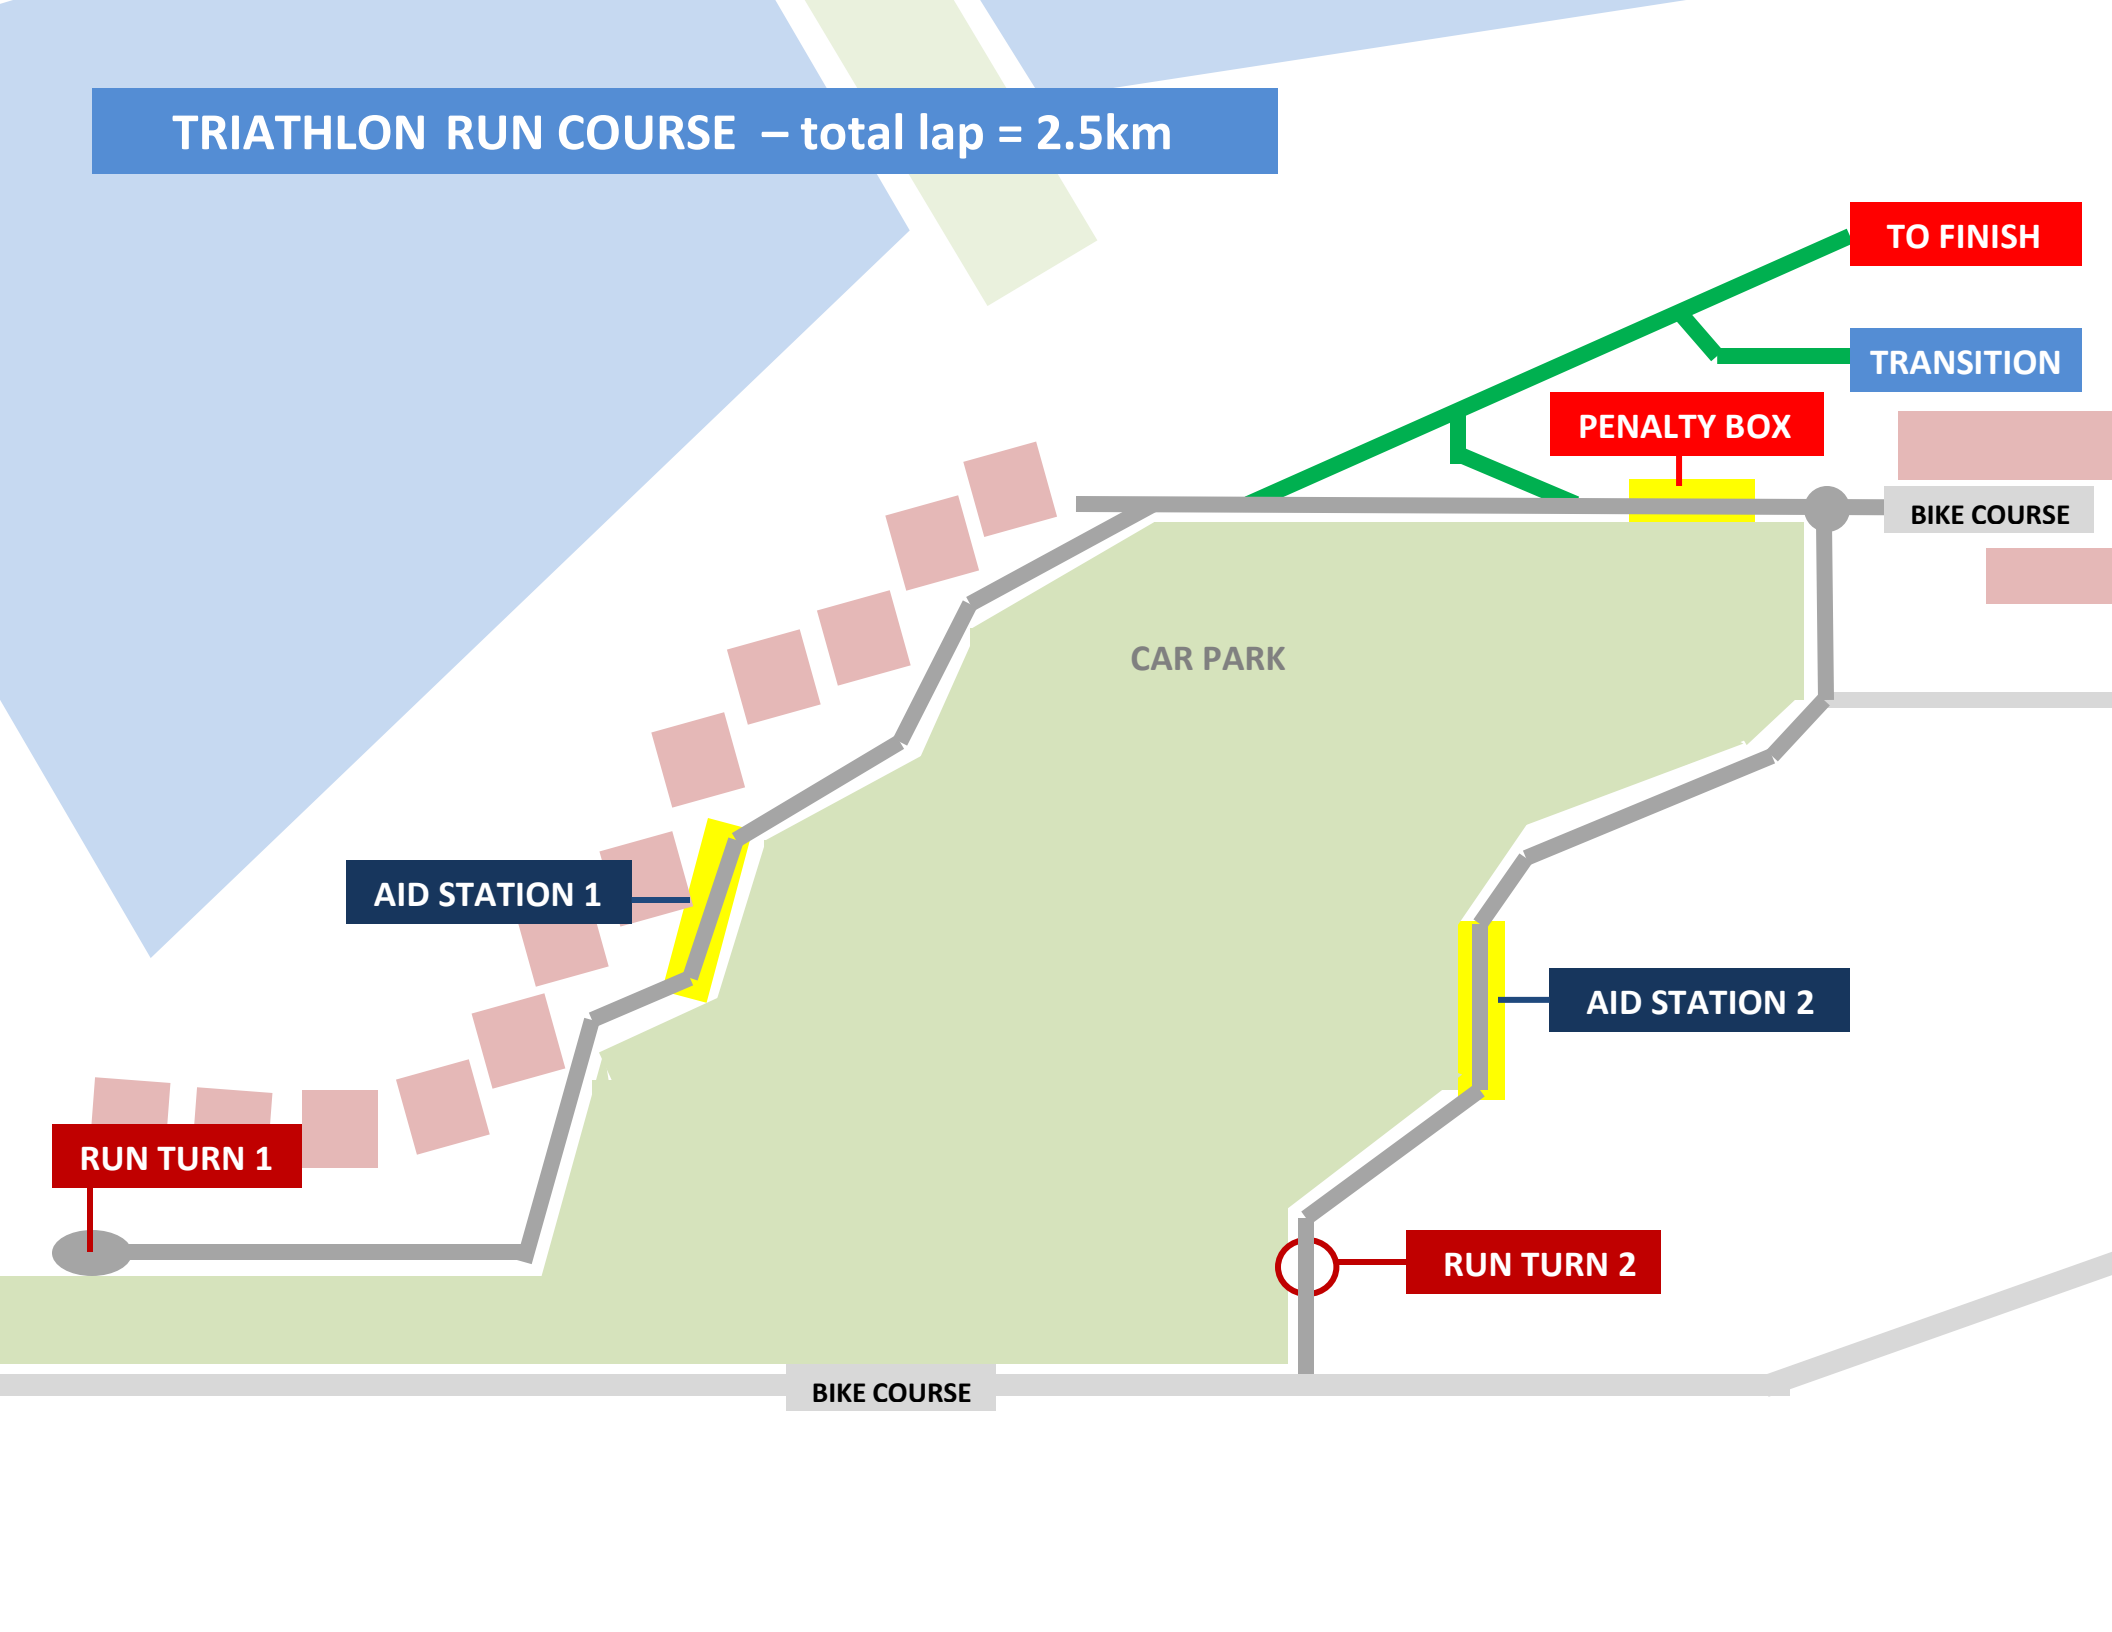 TRIATHLON RUN COURSE – total lap = 2.5km
TO FINISH
TRANSITION
PENALTY BOX
BIKE COURSE
CAR PARK
AID STATION 1
AID STATION 2
RUN TURN 1
RUN TURN 2
BIKE COURSE